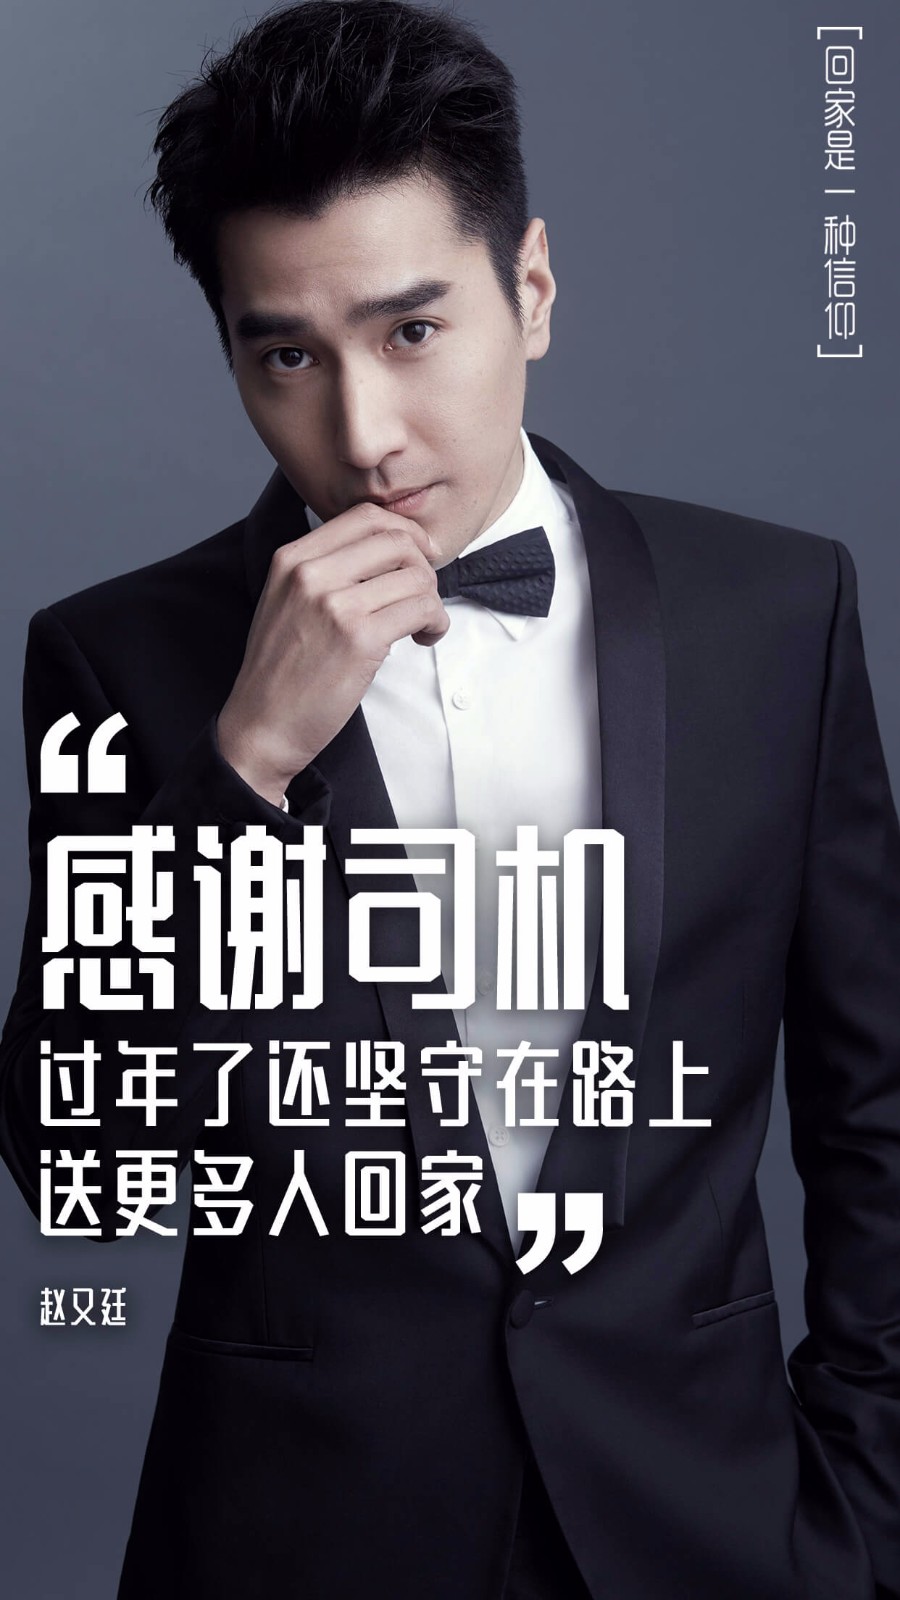 [回家是一种信仰]
“
感谢司机
过年了还坚守在路上
送更多人回家”
赵又廷